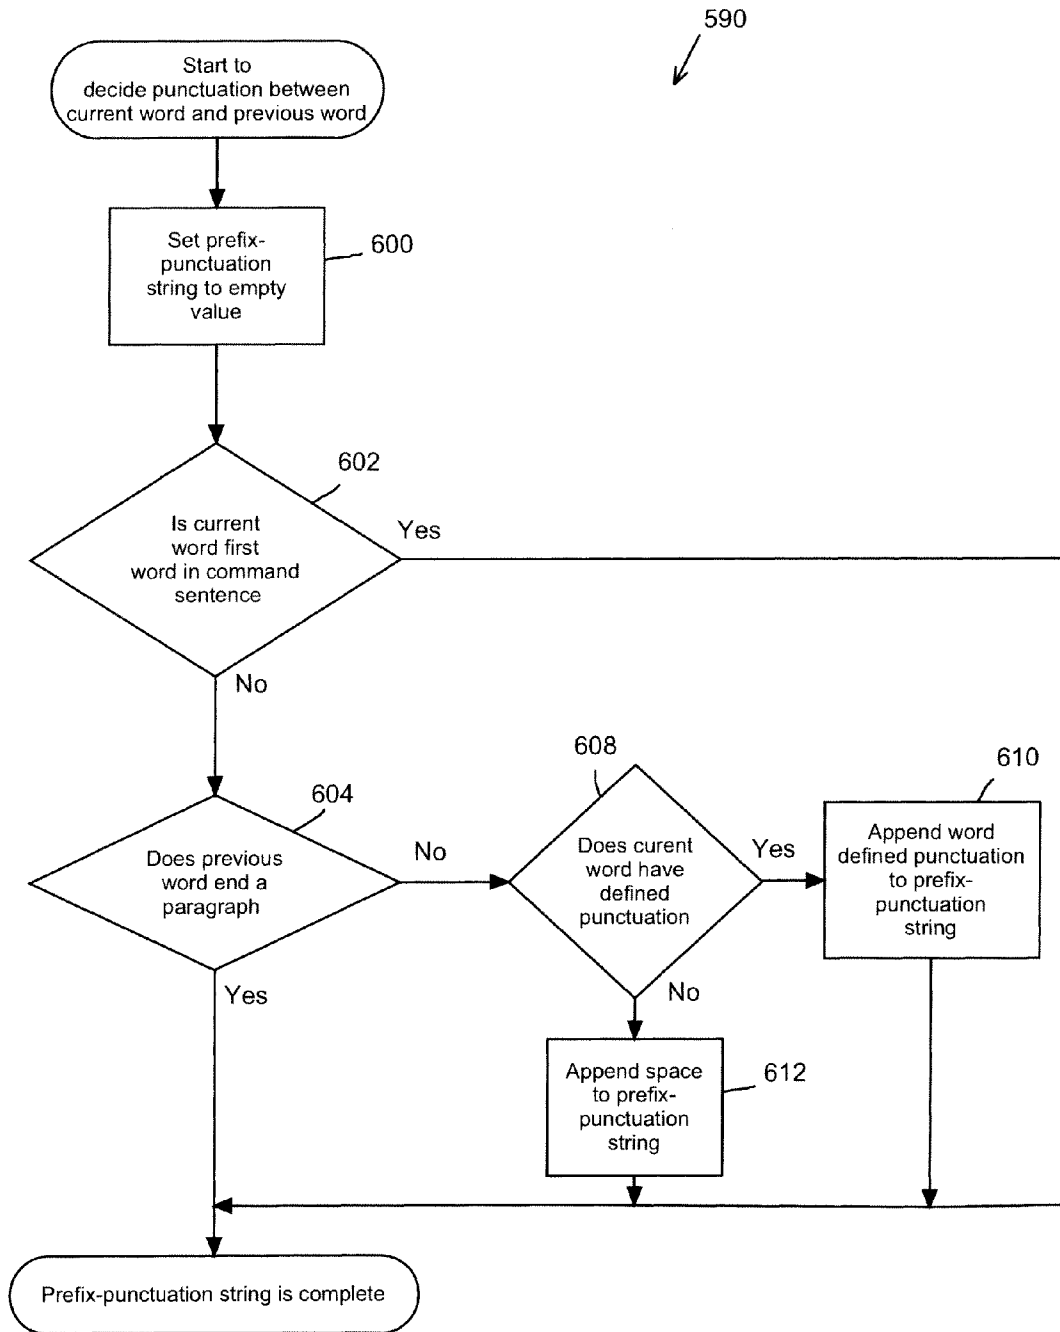 590
Start to
decide punctuation between
current word and previous word
Set prefix-
punctuation
string to empty
value
600
602
Is current
word first
word in command
sentence
Yes
No
604
Does previous
word end a
paragraph
No
Yes
608
Does curent
word have
defined
punctuation
Yes
No
610
Append word
defined punctuation
to prefix-
punctuation
string
Append space
to prefix-
punctuation
string
612
Prefix-punctuation string is complete